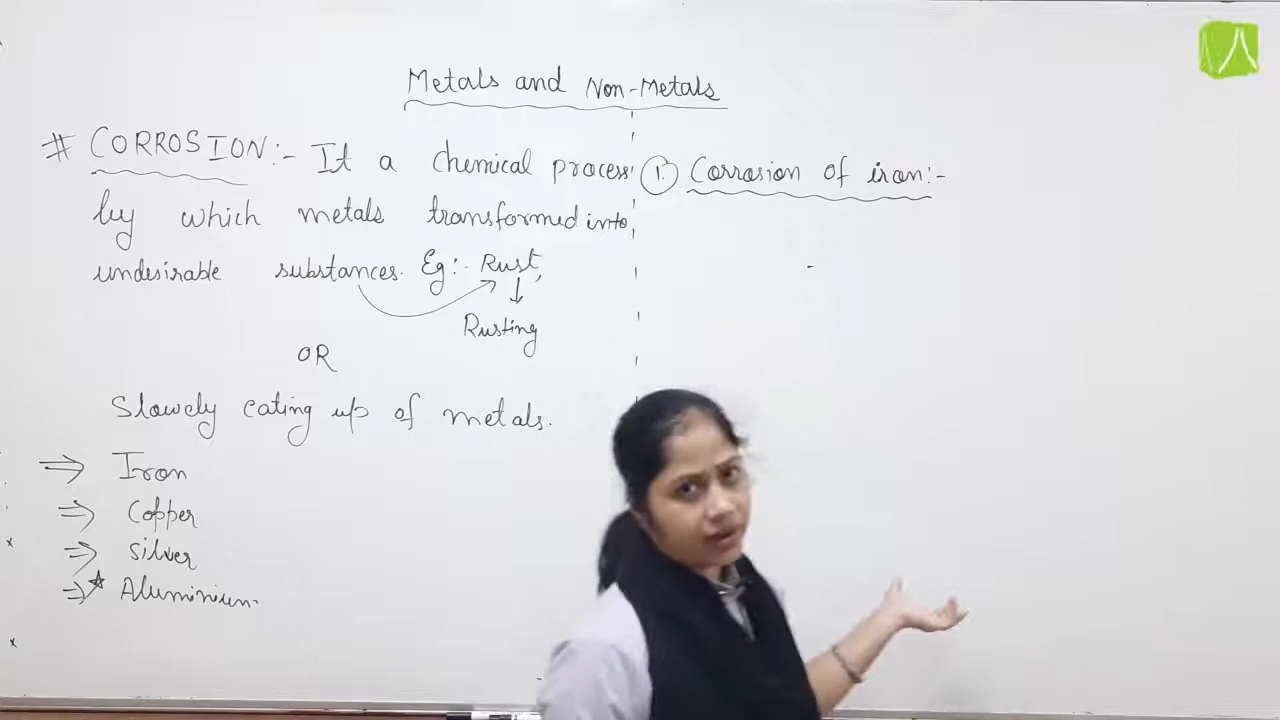 Metals and Non-Metals
# CORROSION:- It a chemical process
by which metals transformed into
undesirable substances. Eg:- Rust,
Rusting
OR
Slowely eating up of metals.
⇒ Iron
⇒ Copper
⇒ Silver
⇒ * Aluminium
1. Corrosion of iron:-